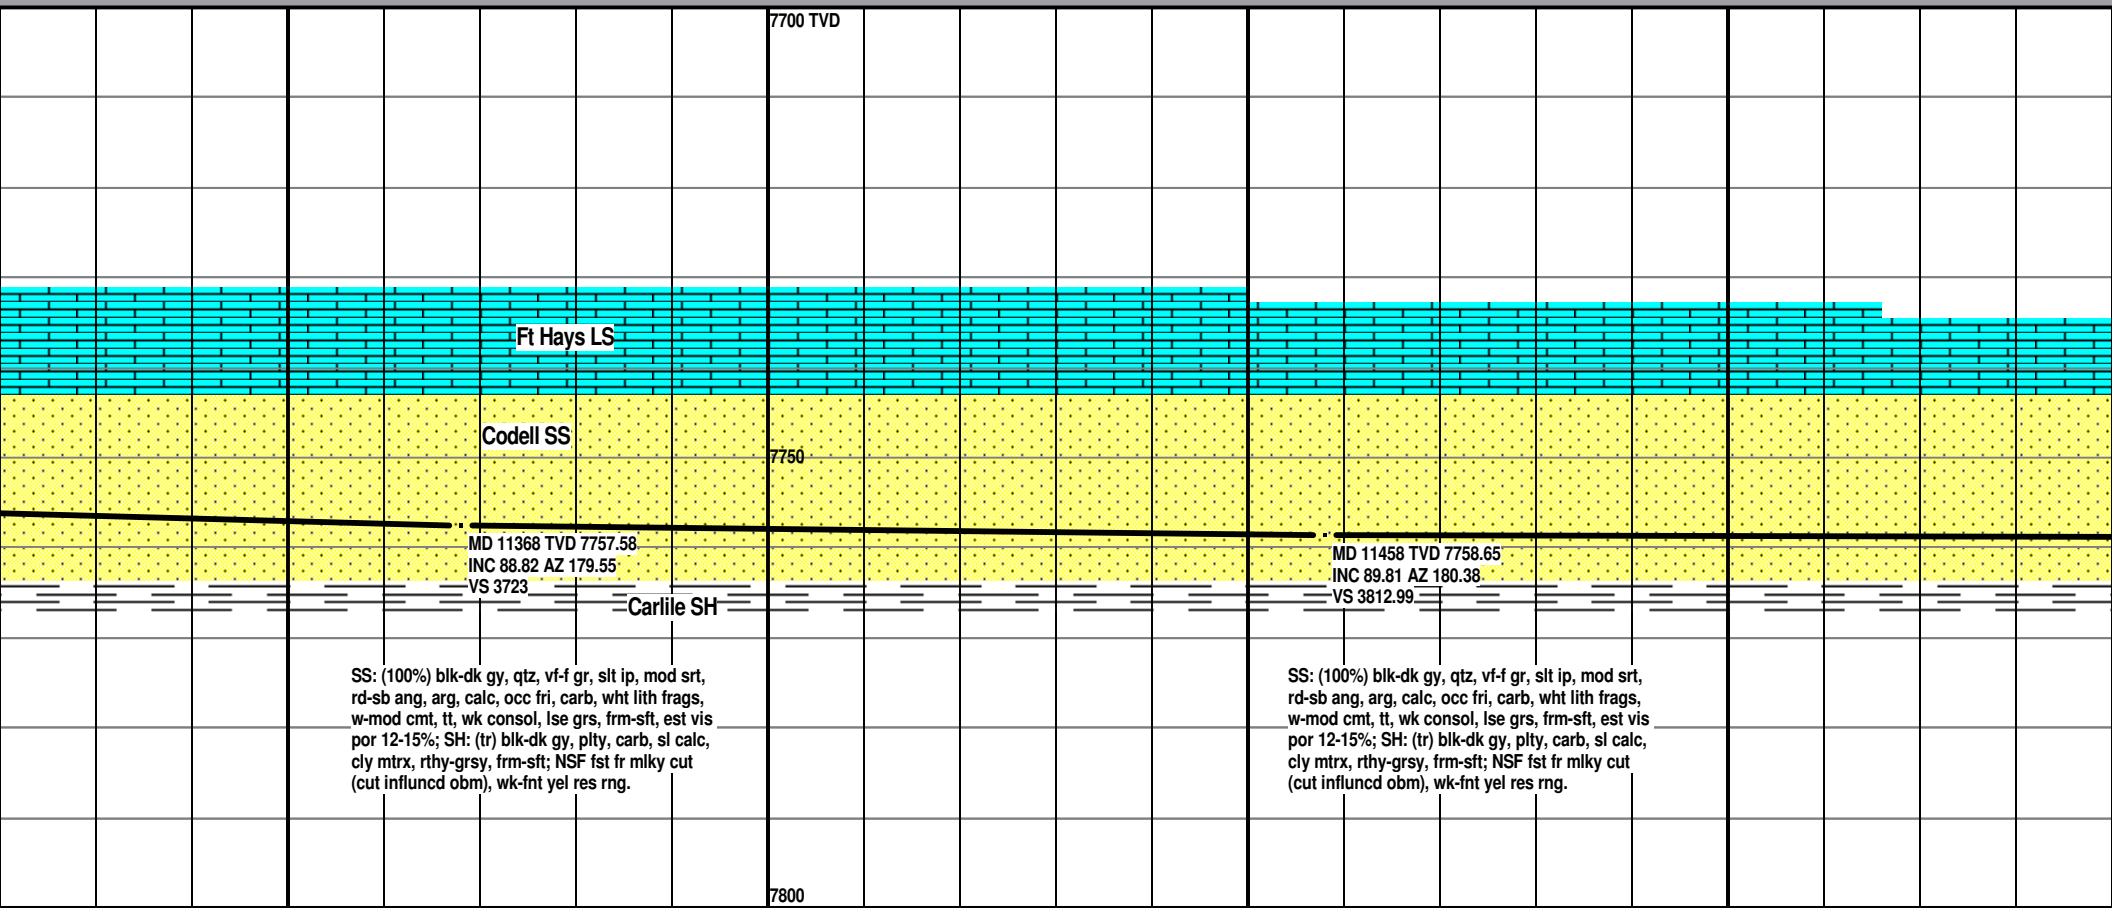 7700 TVD
Ft Hays LS
Codell SS
7750
MD 11368 TVD 7757.58
INC 88.82 AZ 179.55
VS 3723
MD 11458 TVD 7758.65
INC 89.81 AZ 180.38
VS 3812.99
Carlile SH
SS: (100%) blk-dk gy, qtz, vf-f gr, slt ip, mod srt,
rd-sb ang, arg, calc, occ fri, carb, wht lith frags,
w-mod cmt, tt, wk consol, lse grs, frm-sft, est vis
por 12-15%; SH: (tr) blk-dk gy, plty, carb, sl calc,
cly mtrx, rthy-grsy, frm-sft; NSF fst fr mlky cut
(cut influncd obm), wk-fnt yel res rng.
SS: (100%) blk-dk gy, qtz, vf-f gr, slt ip, mod srt,
rd-sb ang, arg, calc, occ fri, carb, wht lith frags,
w-mod cmt, tt, wk consol, lse grs, frm-sft, est vis
por 12-15%; SH: (tr) blk-dk gy, plty, carb, sl calc,
cly mtrx, rthy-grsy, frm-sft; NSF fst fr mlky cut
(cut influncd obm), wk-fnt yel res rng.
7800